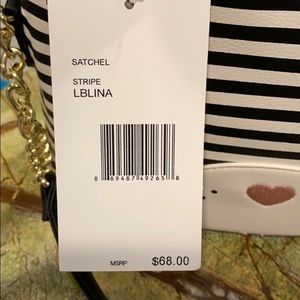 SATCHEL
STRIPE
LBLINA
8 89487 49265 8
MSRP $68.00